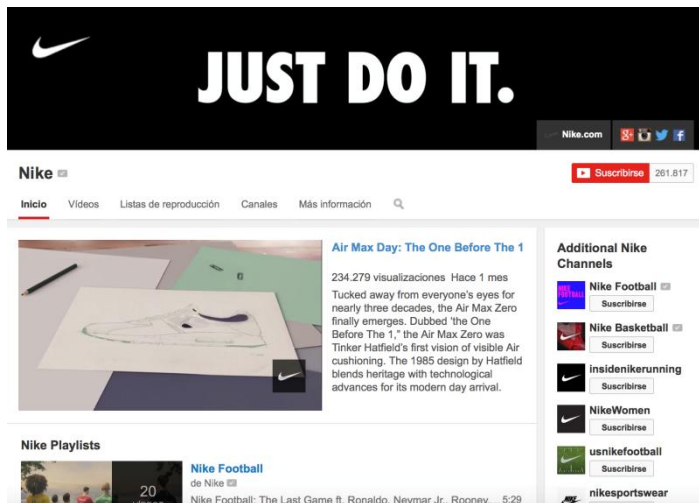 JUST DO IT.
Nike.com
Nike
Suscribirse 261.817
Inicio Vídeos Listas de reproducción Canales Más información
Air Max Day: The One Before The 1
234.279 visualizaciones Hace 1 mes
Tucked away from everyone's eyes for
nearly three decades, the Air Max Zero
finally emerges. Dubbed 'the One
Before The 1," the Air Max Zero was
Tinker Hatfield's first vision of visible Air
cushioning. The 1985 design by Hatfield
blends heritage with technological
advances for its modern day arrival.
Additional Nike
Channels
NIKE
FOOTBALL
Nike Football
Suscribirse
Nike Basketball
Suscribirse
insidenikerunning
Suscribirse
NikeWomen
Suscribirse
usnikefootball
Suscribirse
nikesportswear
Nike Playlists
20
Nike Football
de Nike
Nike Football: The Last Game ft. Ronaldo, Neymar Jr., Rooney, 5:29